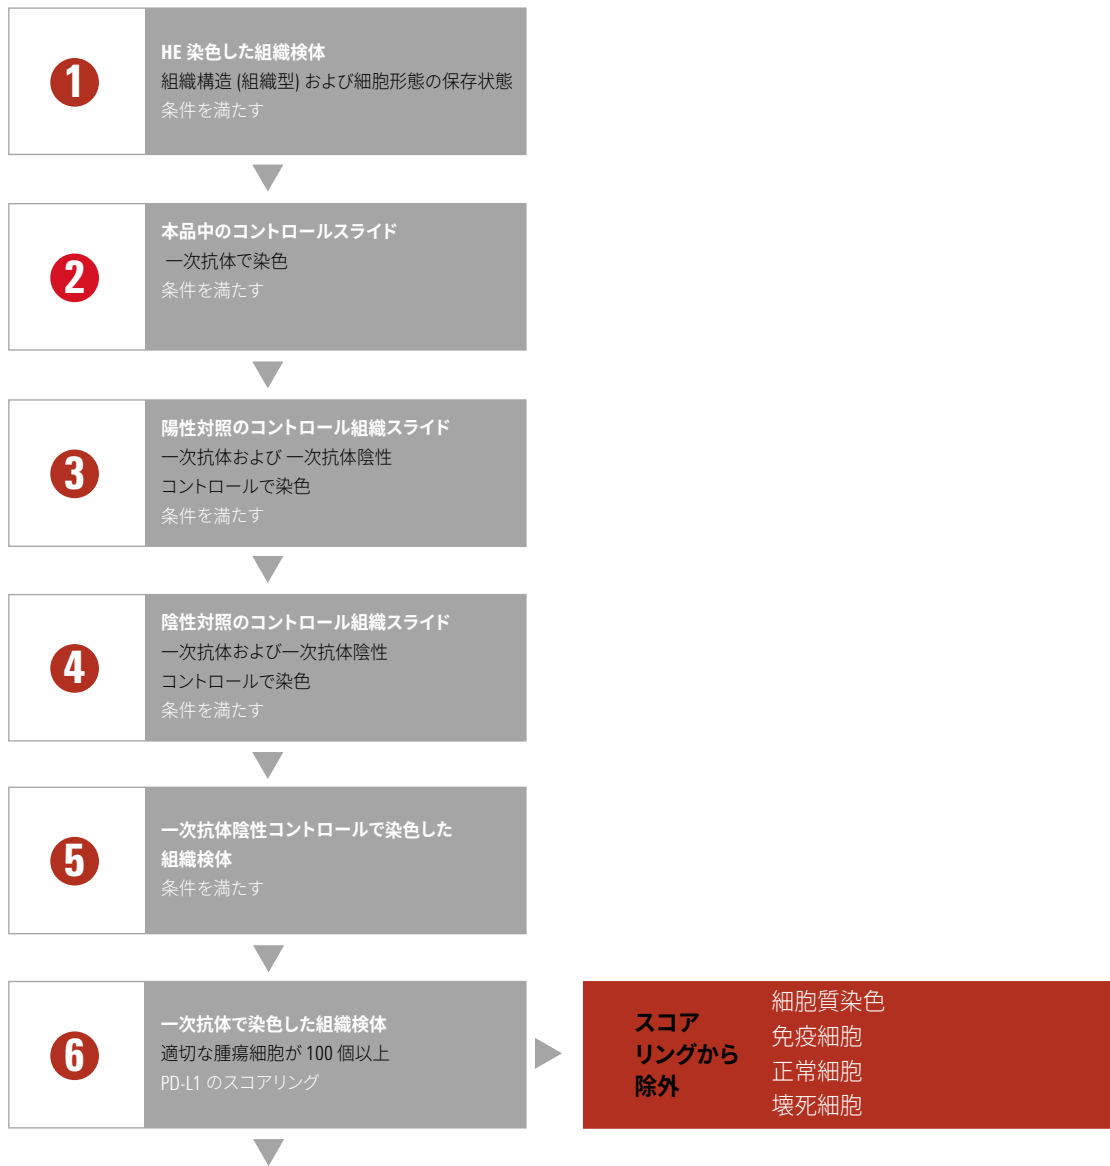 1
HE 染色した組織検体
組織構造 (組織型) および細胞形態の保存状態
条件を満たす
2
本品中のコントロールスライド
一次抗体で染色
条件を満たす
3
陽性対照のコントロール組織スライド
一次抗体および 一次抗体陰性
コントロールで染色
条件を満たす
4
陰性対照のコントロール組織スライド
一次抗体および一次抗体陰性
コントロールで染色
条件を満たす
5
一次抗体陰性コントロールで染色した
組織検体
条件を満たす
6
一次抗体で染色した組織検体
適切な腫瘍細胞が 100 個以上
PD-L1 のスコアリング
スコア
リングから
除外
細胞質染色
免疫細胞
正常細胞
壊死細胞